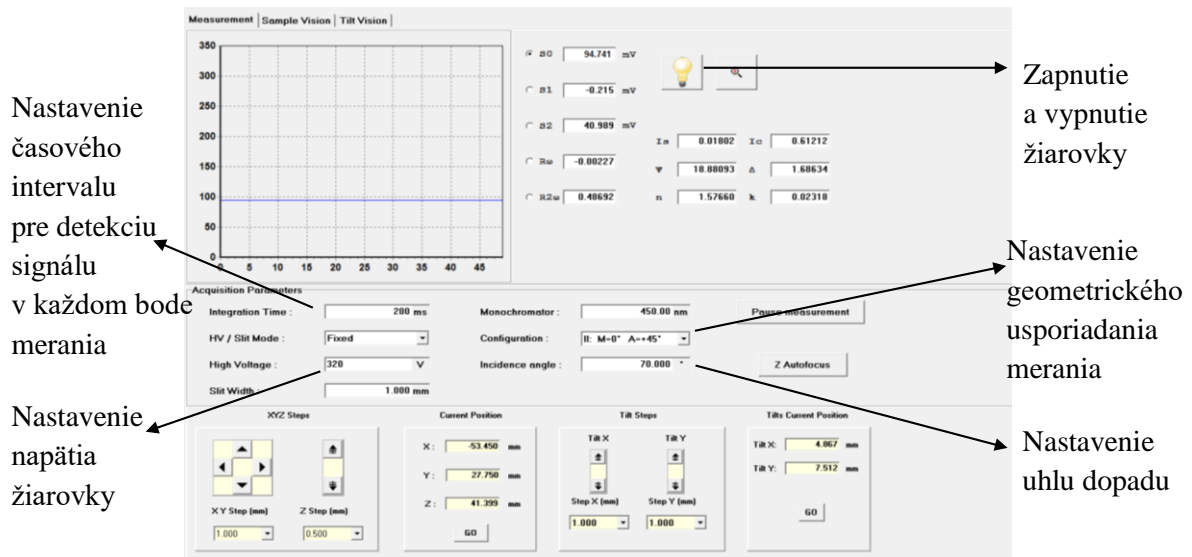 Measurement Sample Vision Tilt Vision
350
300
250
200
150
100
50
0
0 5 10 15 20 25 30 35 40 45
S0 94.741 mV
S1 -0.215 mV
S2 40.989 mV
Rω -0.00227
R2ω 0.48692
Is 0.01802 Ic 0.61212
Ψ 18.88093 Δ 1.68634
n 1.57660 k 0.02318
Zapnutie
a vypnutie
žiarovky
Nastavenie
časového
intervalu
pre detekciu
signálu
v každom bode
merania
Acquisition Parameters
Integration Time : 200 ms
HV / Slit Mode : Fixed
High Voltage : 320 V
Slit Width : 1.000 mm
Monochromator : 450.00 nm
Configuration : II: M=0° A=+45°
Incidence angle : 70.000 °
Pause measurement
Z Autofocus
Nastavenie
geometrického
usporiadania
merania
Nastavenie
napätia
žiarovky
XYZ Steps
XY Step (mm) Z Step (mm)
1.000 0.500
Current Position
X : -53.450 mm
Y : 27.750 mm
Z : 41.399 mm
GO
Tilt Steps
Tilt X Tilt Y
Step X (mm) Step Y (mm)
1.000 1.000
Tilts Current Position
Tilt X: 4.867 mm
Tilt Y: 7.512 mm
GO
Nastavenie
uhlu dopadu